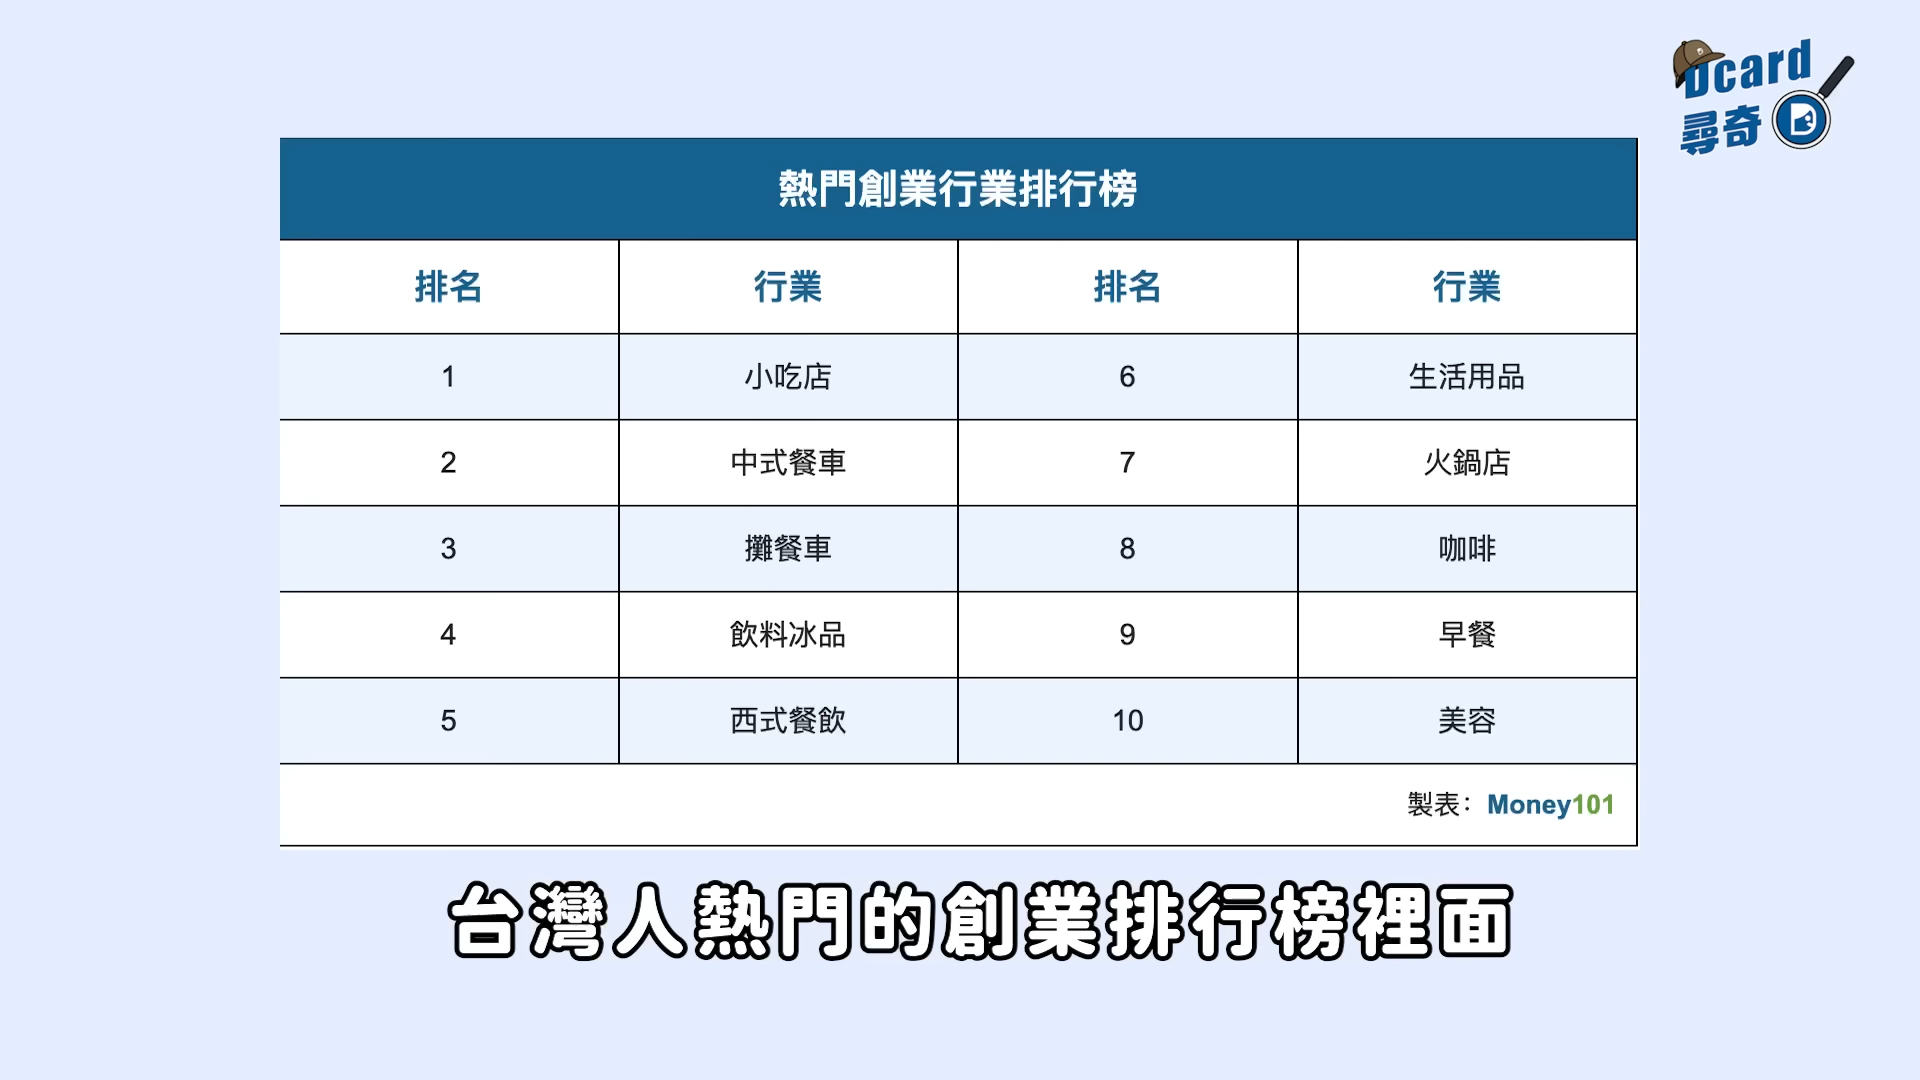 Dcard
尋奇
熱門創業行業排行榜
排名 行業 排名 行業
1 小吃店 6 生活用品
2 中式餐車 7 火鍋店
3 攤餐車 8 咖啡
4 飲料冰品 9 早餐
5 西式餐飲 10 美容
製表：Money101
台灣人熱門的創業排行榜裡面